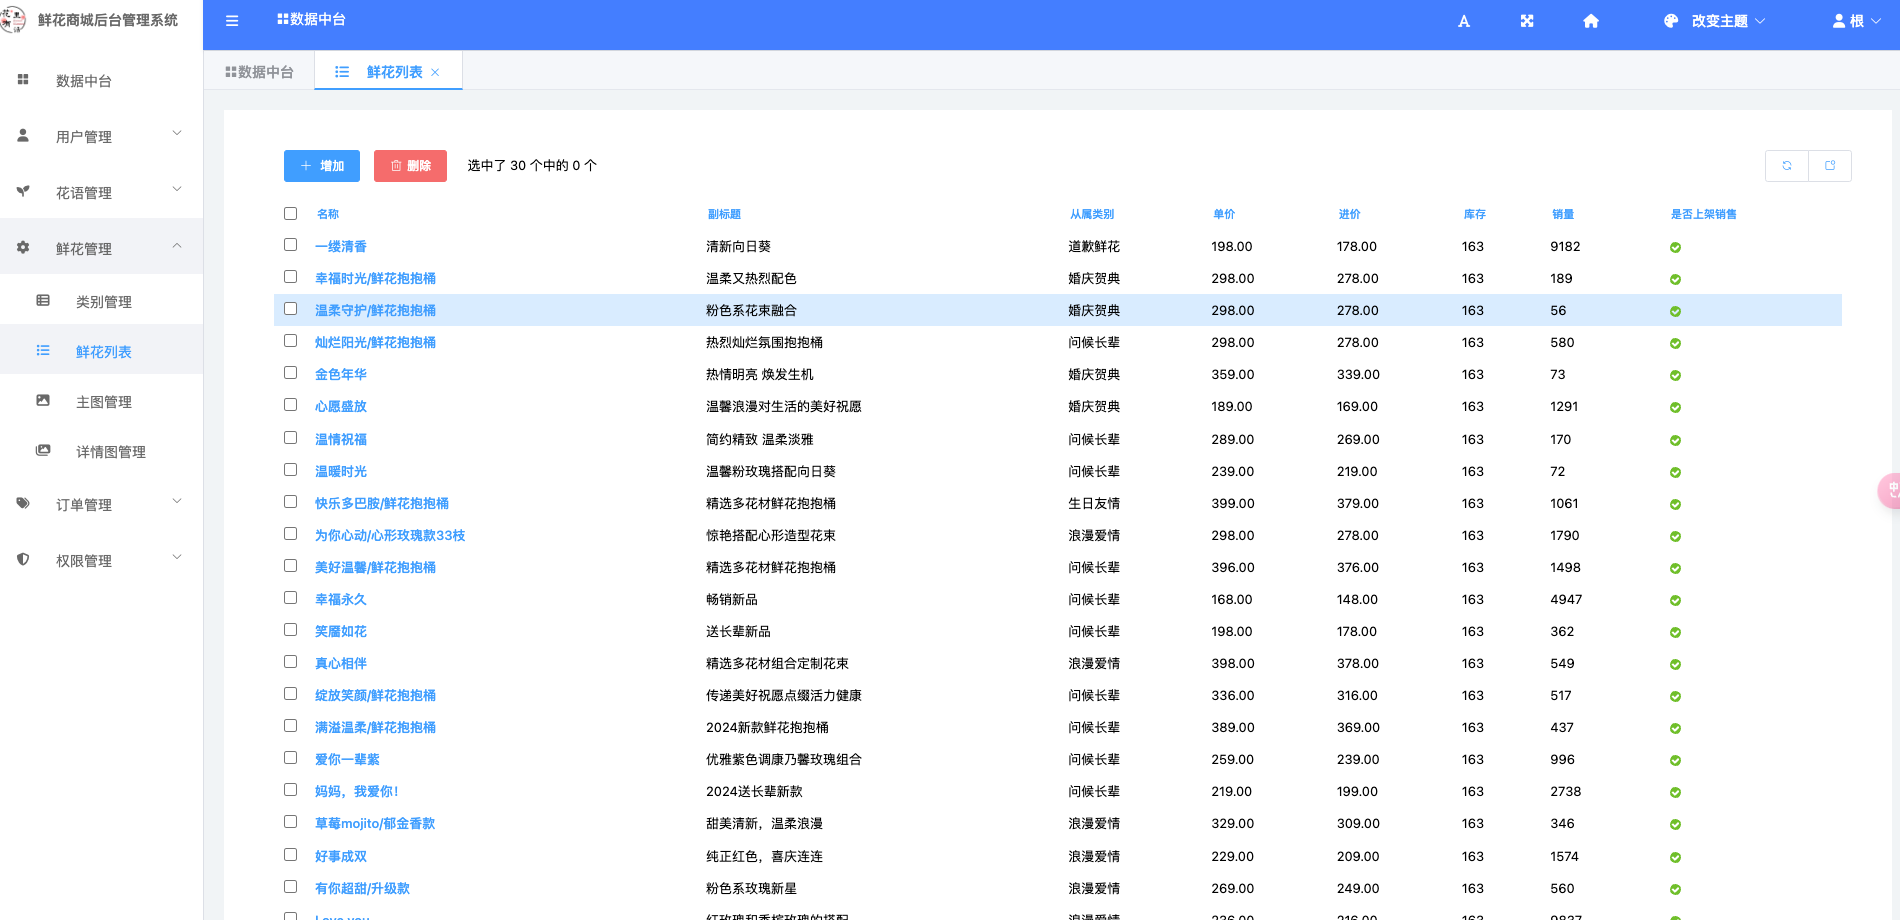 鲜花商城后台管理系统
数据中台
A
改变主题
根
数据中台
鲜花列表
数据中台
用户管理
花语管理
鲜花管理
类别管理
鲜花列表
主图管理
详情图管理
订单管理
权限管理
增加 删除 选中了 30 个中的 0 个
名称 副标题 从属类别 单价 进价 库存 销量 是否上架销售
一缕清香 清新向日葵 道歉鲜花 198.00 178.00 163 9182
幸福时光/鲜花抱抱桶 温柔又热烈配色 婚庆贺典 298.00 278.00 163 189
温柔守护/鲜花抱抱桶 粉色系花束融合 婚庆贺典 298.00 278.00 163 56
灿烂阳光/鲜花抱抱桶 热烈灿烂氛围抱抱桶 问候长辈 298.00 278.00 163 580
金色年华 热情明亮 焕发生机 婚庆贺典 359.00 339.00 163 73
心愿盛放 温馨浪漫对生活的美好祝愿 婚庆贺典 189.00 169.00 163 1291
温情祝福 简约精致 温柔淡雅 问候长辈 289.00 269.00 163 170
温暖时光 温馨粉玫瑰搭配向日葵 问候长辈 239.00 219.00 163 72
快乐多巴胺/鲜花抱抱桶 精选多花材鲜花抱抱桶 生日友情 399.00 379.00 163 1061
为你心动/心形玫瑰款33枝 惊艳搭配心形造型花束 浪漫爱情 298.00 278.00 163 1790
美好温馨/鲜花抱抱桶 精选多花材鲜花抱抱桶 问候长辈 396.00 376.00 163 1498
幸福永久 畅销新品 问候长辈 168.00 148.00 163 4947
笑靥如花 送长辈新品 问候长辈 198.00 178.00 163 362
真心相伴 精选多花材组合定制花束 浪漫爱情 398.00 378.00 163 549
绽放笑颜/鲜花抱抱桶 传递美好祝愿点缀活力健康 问候长辈 336.00 316.00 163 517
满溢温柔/鲜花抱抱桶 2024新款鲜花抱抱桶 问候长辈 389.00 369.00 163 437
爱你一辈紫 优雅紫色调康乃馨玫瑰组合 问候长辈 259.00 239.00 163 996
妈妈，我爱你！ 2024送长辈新款 问候长辈 219.00 199.00 163 2738
草莓mojito/郁金香款 甜美清新，温柔浪漫 浪漫爱情 329.00 309.00 163 346
好事成双 纯正红色，喜庆连连 浪漫爱情 229.00 209.00 163 1574
有你超甜/升级款 粉色系玫瑰新星 浪漫爱情 269.00 249.00 163 560
Love you 红玫瑰和香槟玫瑰的搭配 浪漫爱情 236.00 216.00 163 9837